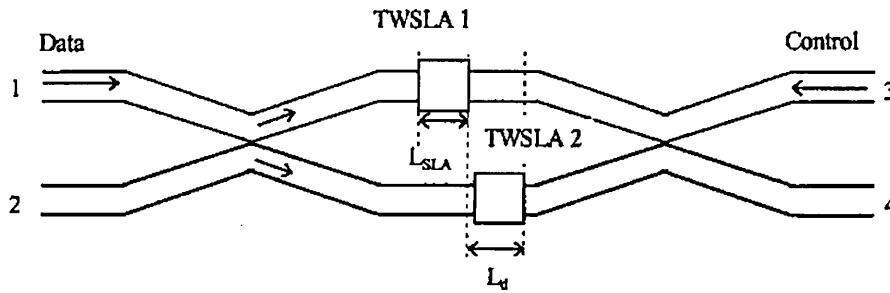 TWSLA 1
Data
Control
1
3
L_SLA
TWSLA 2
2
4
L_d